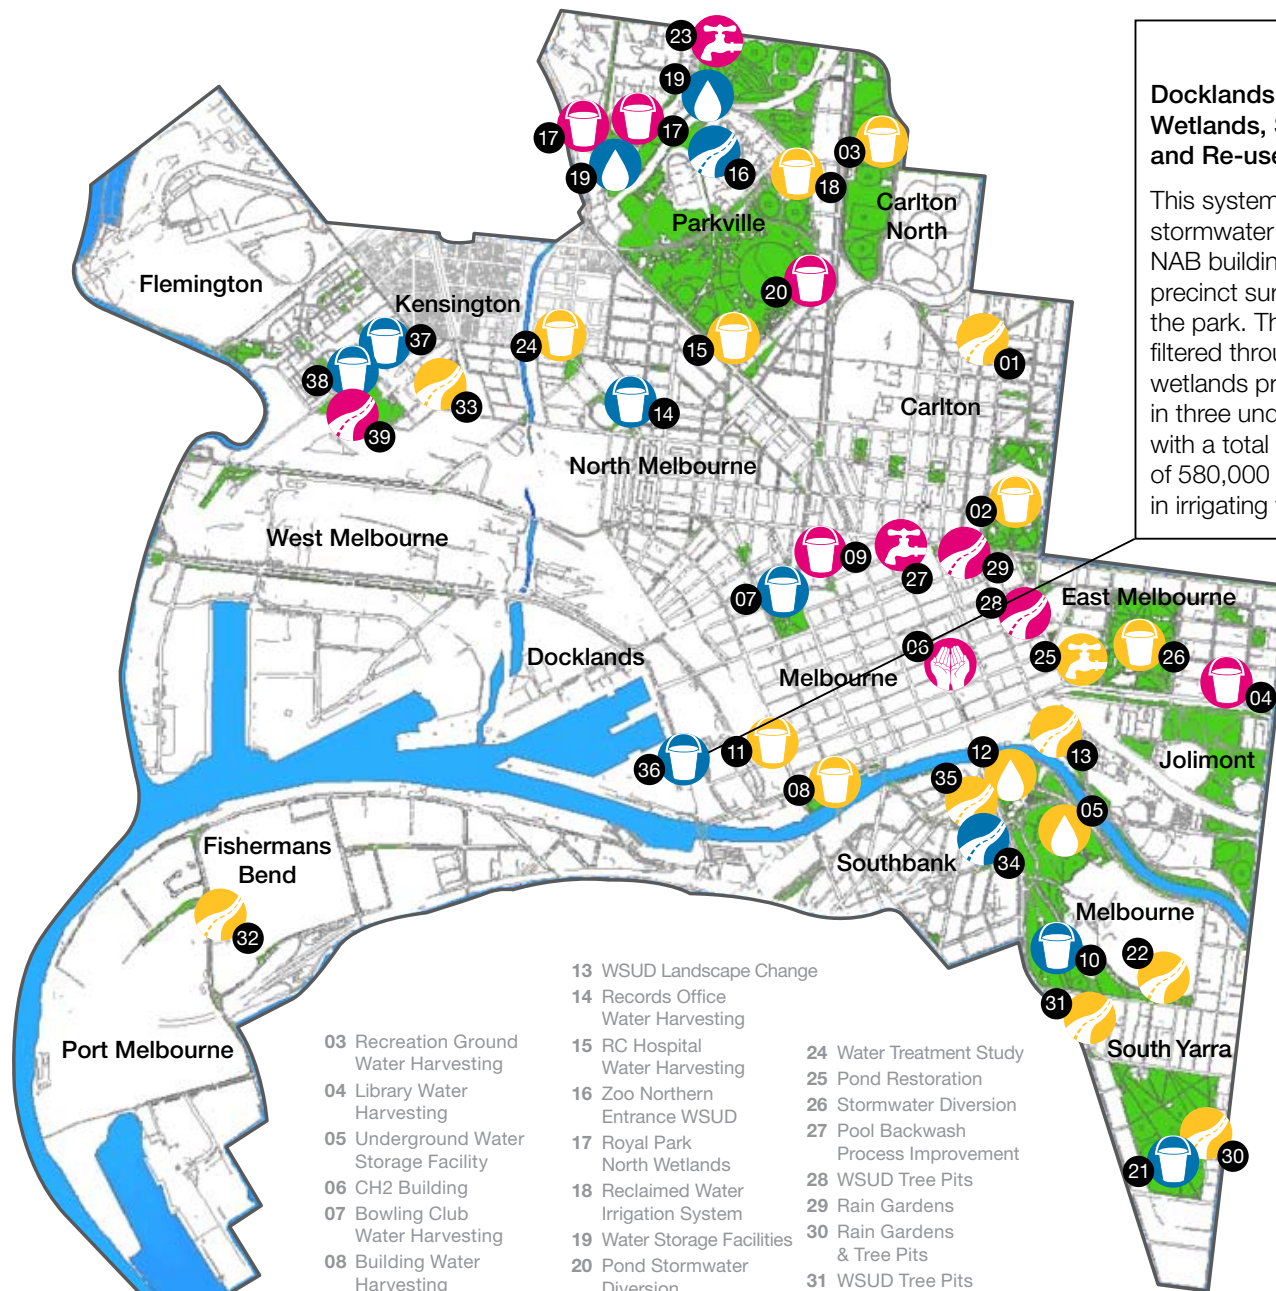 23
19
17
17
19
16
03
18
Carlton
North
Parkville
Flemington
Kensington
20
37
24
15
01
38
33
14
Carlton
39
North Melbourne
02
West Melbourne
09
27
29
07
28
East Melbourne
06
25
26
Docklands
Melbourne
04
12
13
36
11
35
Jolimont
08
05
Fishermans
Bend
Southbank
34
32
Melbourne
10
22
31
Port Melbourne
South Yarra
21
30
Docklands
Wetlands,
and Re-use
This system
stormwater
NAB building
precinct
the park.
filtered
wetlands
in three
with a total
of 580,000
in irrigating
03 Recreation Ground
Water Harvesting
04 Library Water
Harvesting
05 Underground Water
Storage Facility
06 CH2 Building
07 Bowling Club
Water Harvesting
08 Building Water
Harvesting
13 WSUD Landscape Change
14 Records Office
Water Harvesting
15 RC Hospital
Water Harvesting
16 Zoo Northern
Entrance WSUD
17 Royal Park
North Wetlands
18 Reclaimed Water
Irrigation System
19 Water Storage Facilities
20 Pond Stormwater
Diversion
24 Water Treatment Study
25 Pond Restoration
26 Stormwater Diversion
27 Pool Backwash
Process Improvement
28 WSUD Tree Pits
29 Rain Gardens
30 Rain Gardens
& Tree Pits
31 WSUD Tree Pits